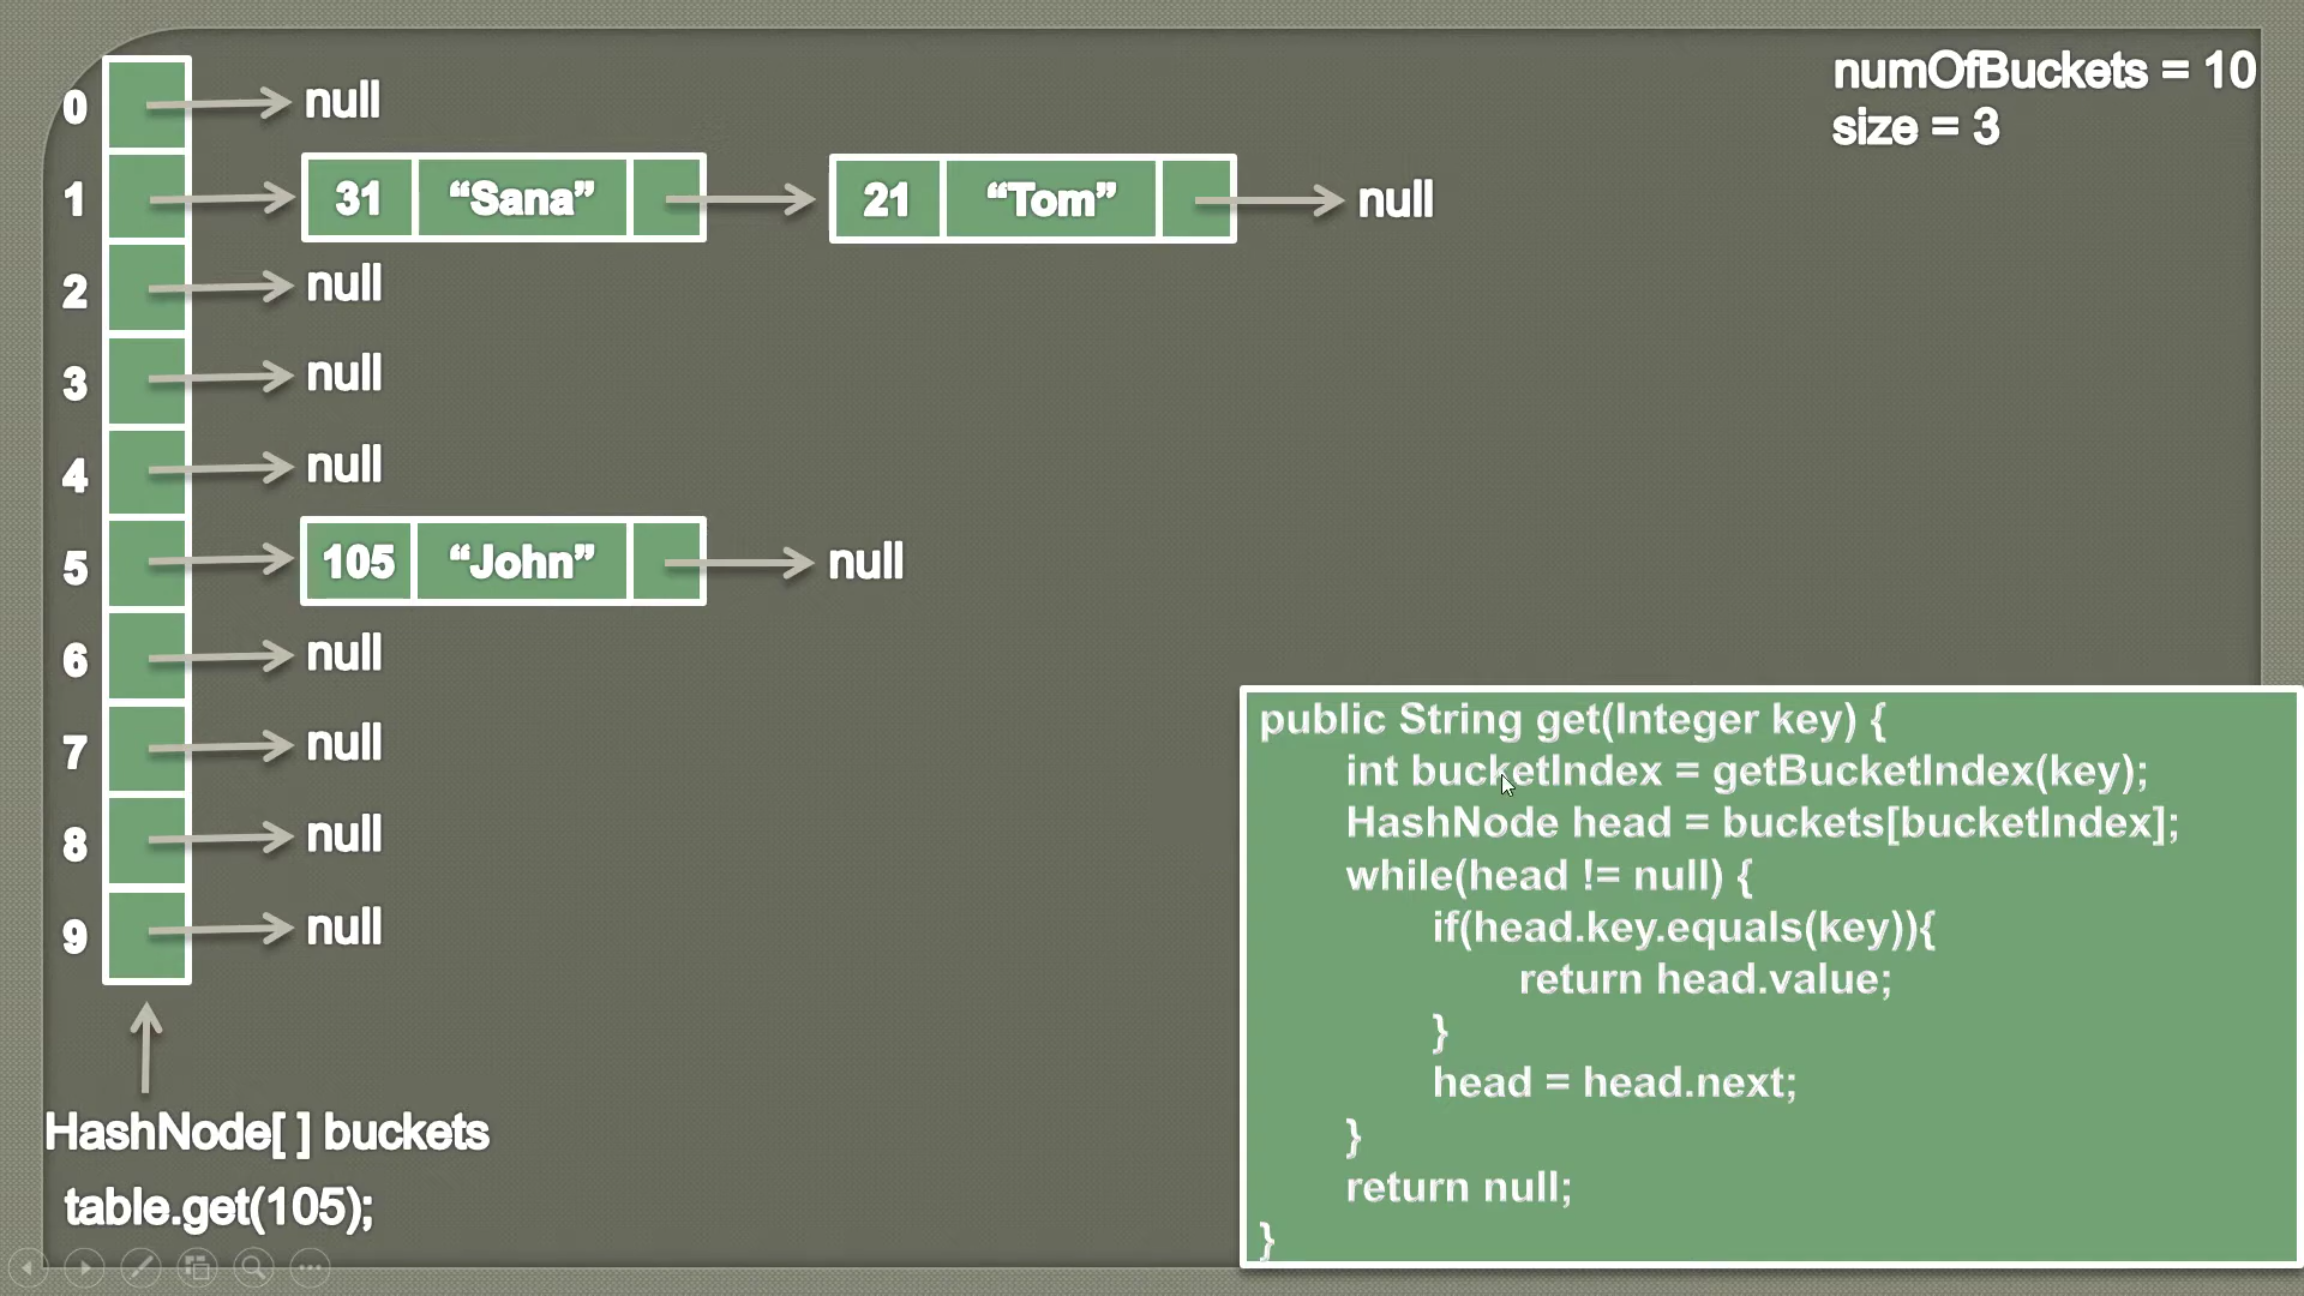 numOfBuckets = 10
size = 3
0 null
1 31 “Sana” 21 “Tom” null
2 null
3 null
4 null
5 105 “John” null
6 null
7 null
8 null
9 null
HashNode[ ] buckets
table.get(105);
public String get(Integer key) {
int bucketIndex = getBucketIndex(key);
HashNode head = buckets[bucketIndex];
while(head != null) {
if(head.key.equals(key)){
return head.value;
}
head = head.next;
}
return null;
}